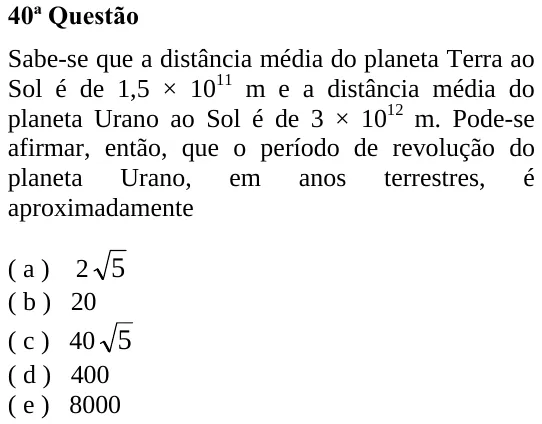 40ª Questão
Sabe-se que a distância média do planeta Terra ao
Sol é de 1,5 × 10¹¹ m e a distância média do
planeta Urano ao Sol é de 3 × 10¹² m. Pode-se
afirmar, então, que o período de revolução do
planeta Urano, em anos terrestres, é
aproximadamente
( a ) 2√5
( b ) 20
( c ) 40√5
( d ) 400
( e ) 8000